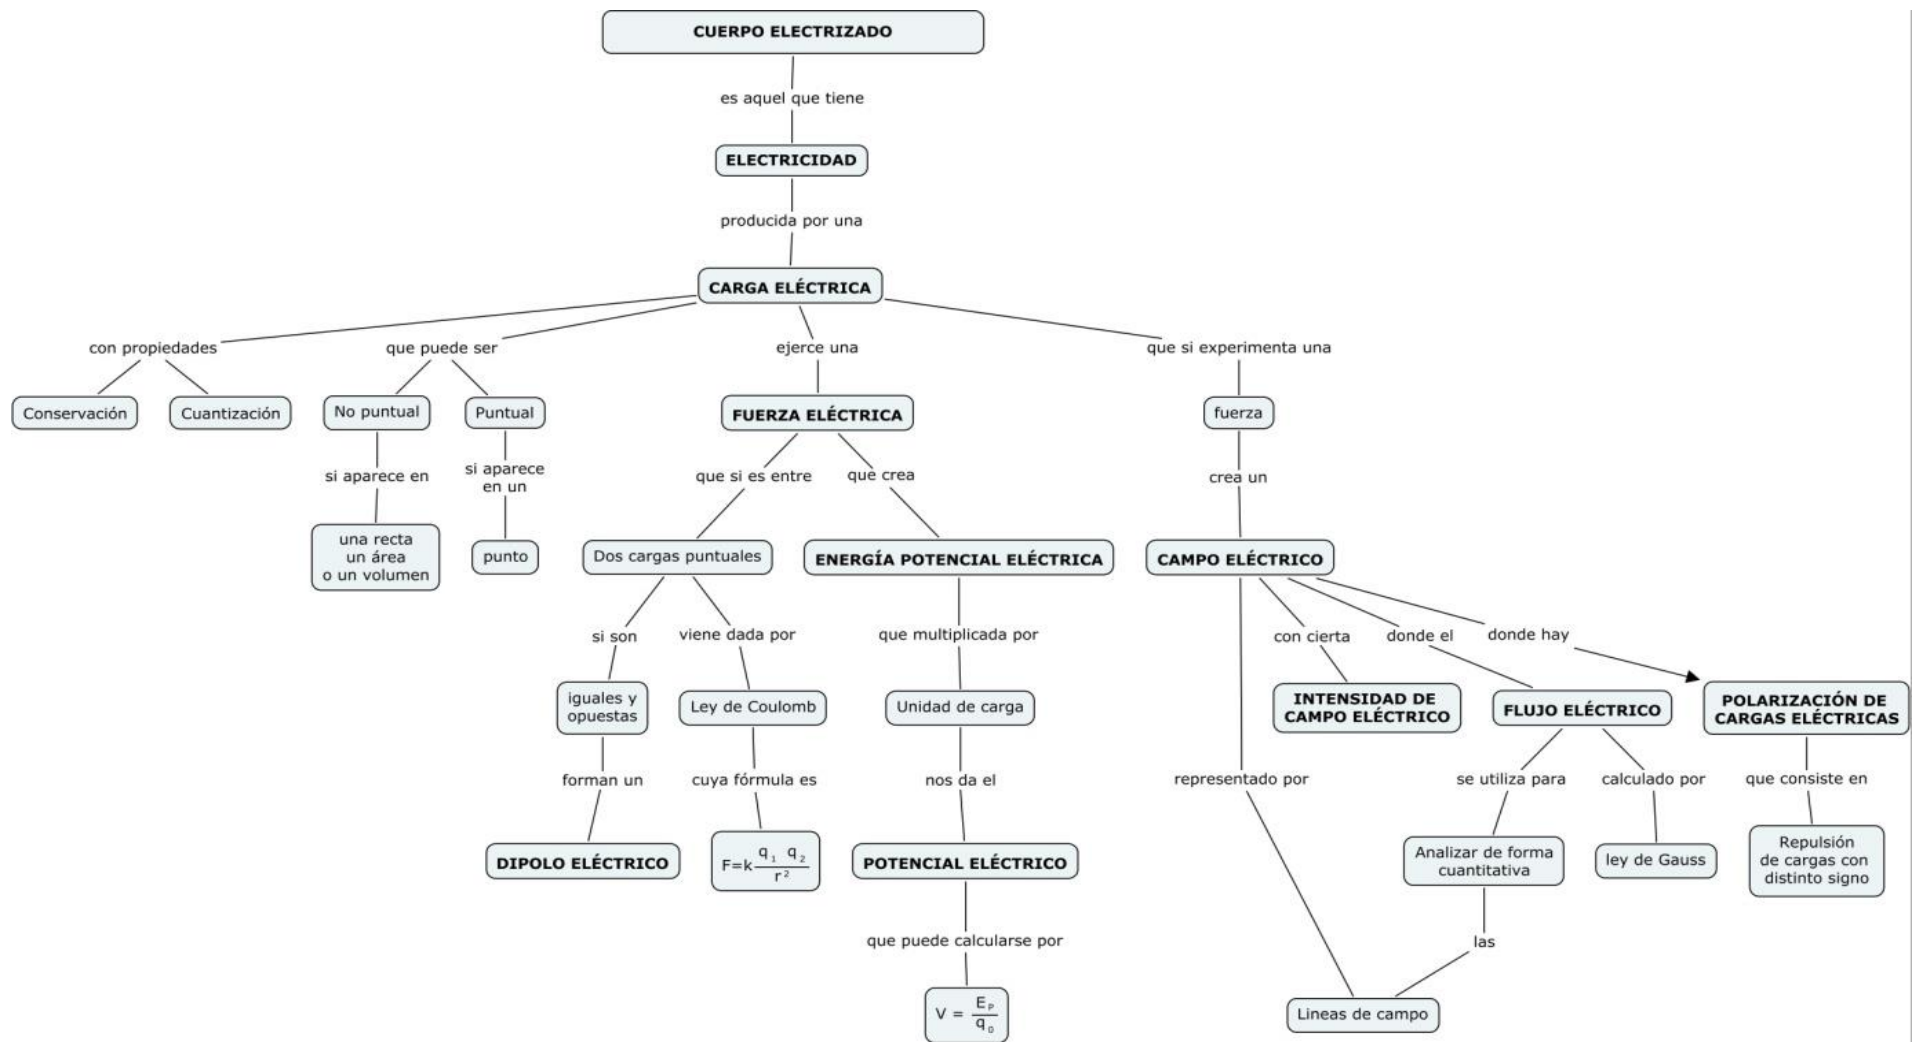 CUERPO ELECTRIZADO
es aquel que tiene
ELECTRICIDAD
producida por una
CARGA ELÉCTRICA
con propiedades
que puede ser
ejerce una
que si experimenta una
Conservación
Cuantización
No puntual
Puntual
FUERZA ELÉCTRICA
fuerza
si aparece en
si aparece
en un
que si es entre
que crea
crea un
una recta
un área
o un volumen
punto
Dos cargas puntuales
ENERGÍA POTENCIAL ELÉCTRICA
CAMPO ELÉCTRICO
si son
viene dada por
que multiplicada por
con cierta
donde el
donde hay
iguales y
opuestas
Ley de Coulomb
Unidad de carga
INTENSIDAD DE
CAMPO ELÉCTRICO
FLUJO ELÉCTRICO
POLARIZACIÓN DE
CARGAS ELÉCTRICAS
forman un
cuya fórmula es
nos da el
representado por
se utiliza para
calculado por
que consiste en
DIPOLO ELÉCTRICO
F=k q₁ q₂ / r²
POTENCIAL ELÉCTRICO
Analizar de forma
cuantitativa
ley de Gauss
Repulsión
de cargas con
distinto signo
que puede calcularse por
las
V = Eₚ / q₀
Lineas de campo